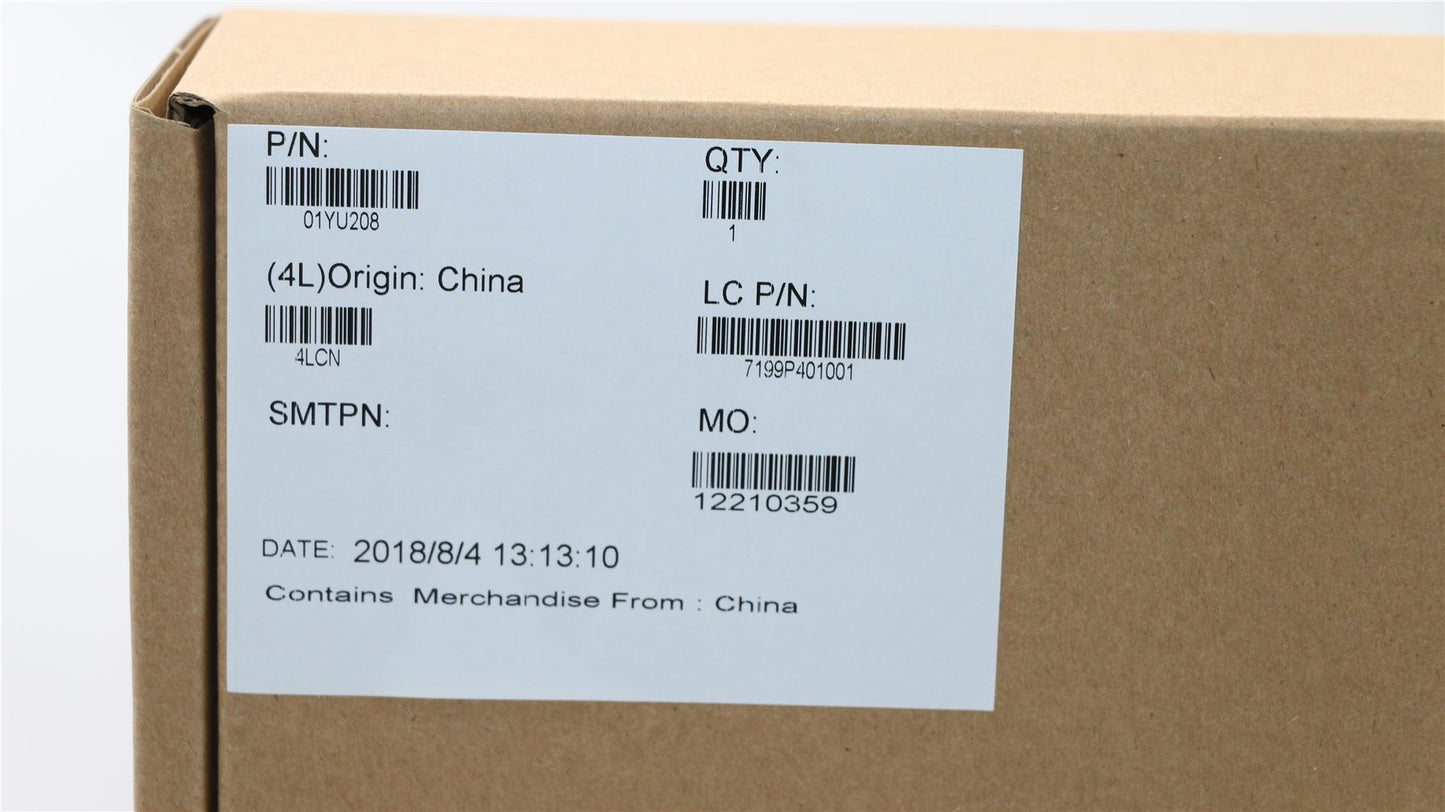 P/N:
01YU208
QTY:
1
(4L)Origin: China
4LCN
LC P/N:
7199P401001
SMTPN:
MO:
12210359
DATE: 2018/8/4 13:13:10
Contains Merchandise From : China